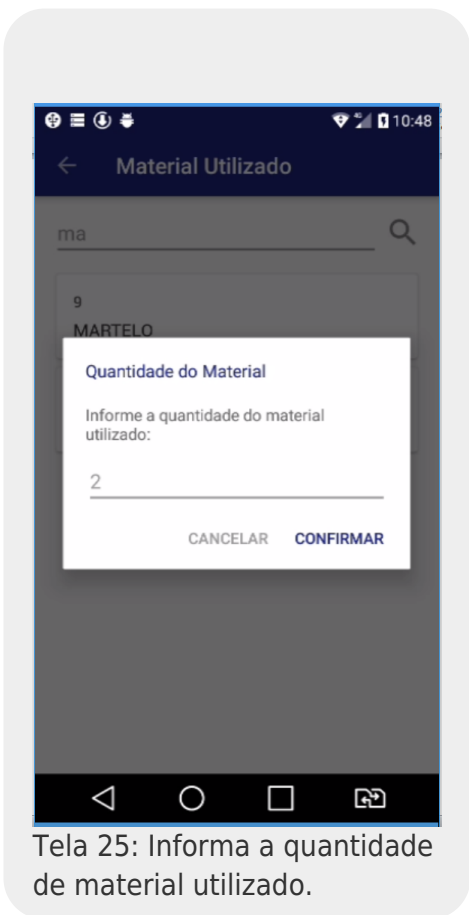 10:48
Material Utilizado
ma
9
MARTELO
Quantidade do Material
Informe a quantidade do material
utilizado:
2
CANCELAR CONFIRMAR
Tela 25: Informa a quantidade
de material utilizado.